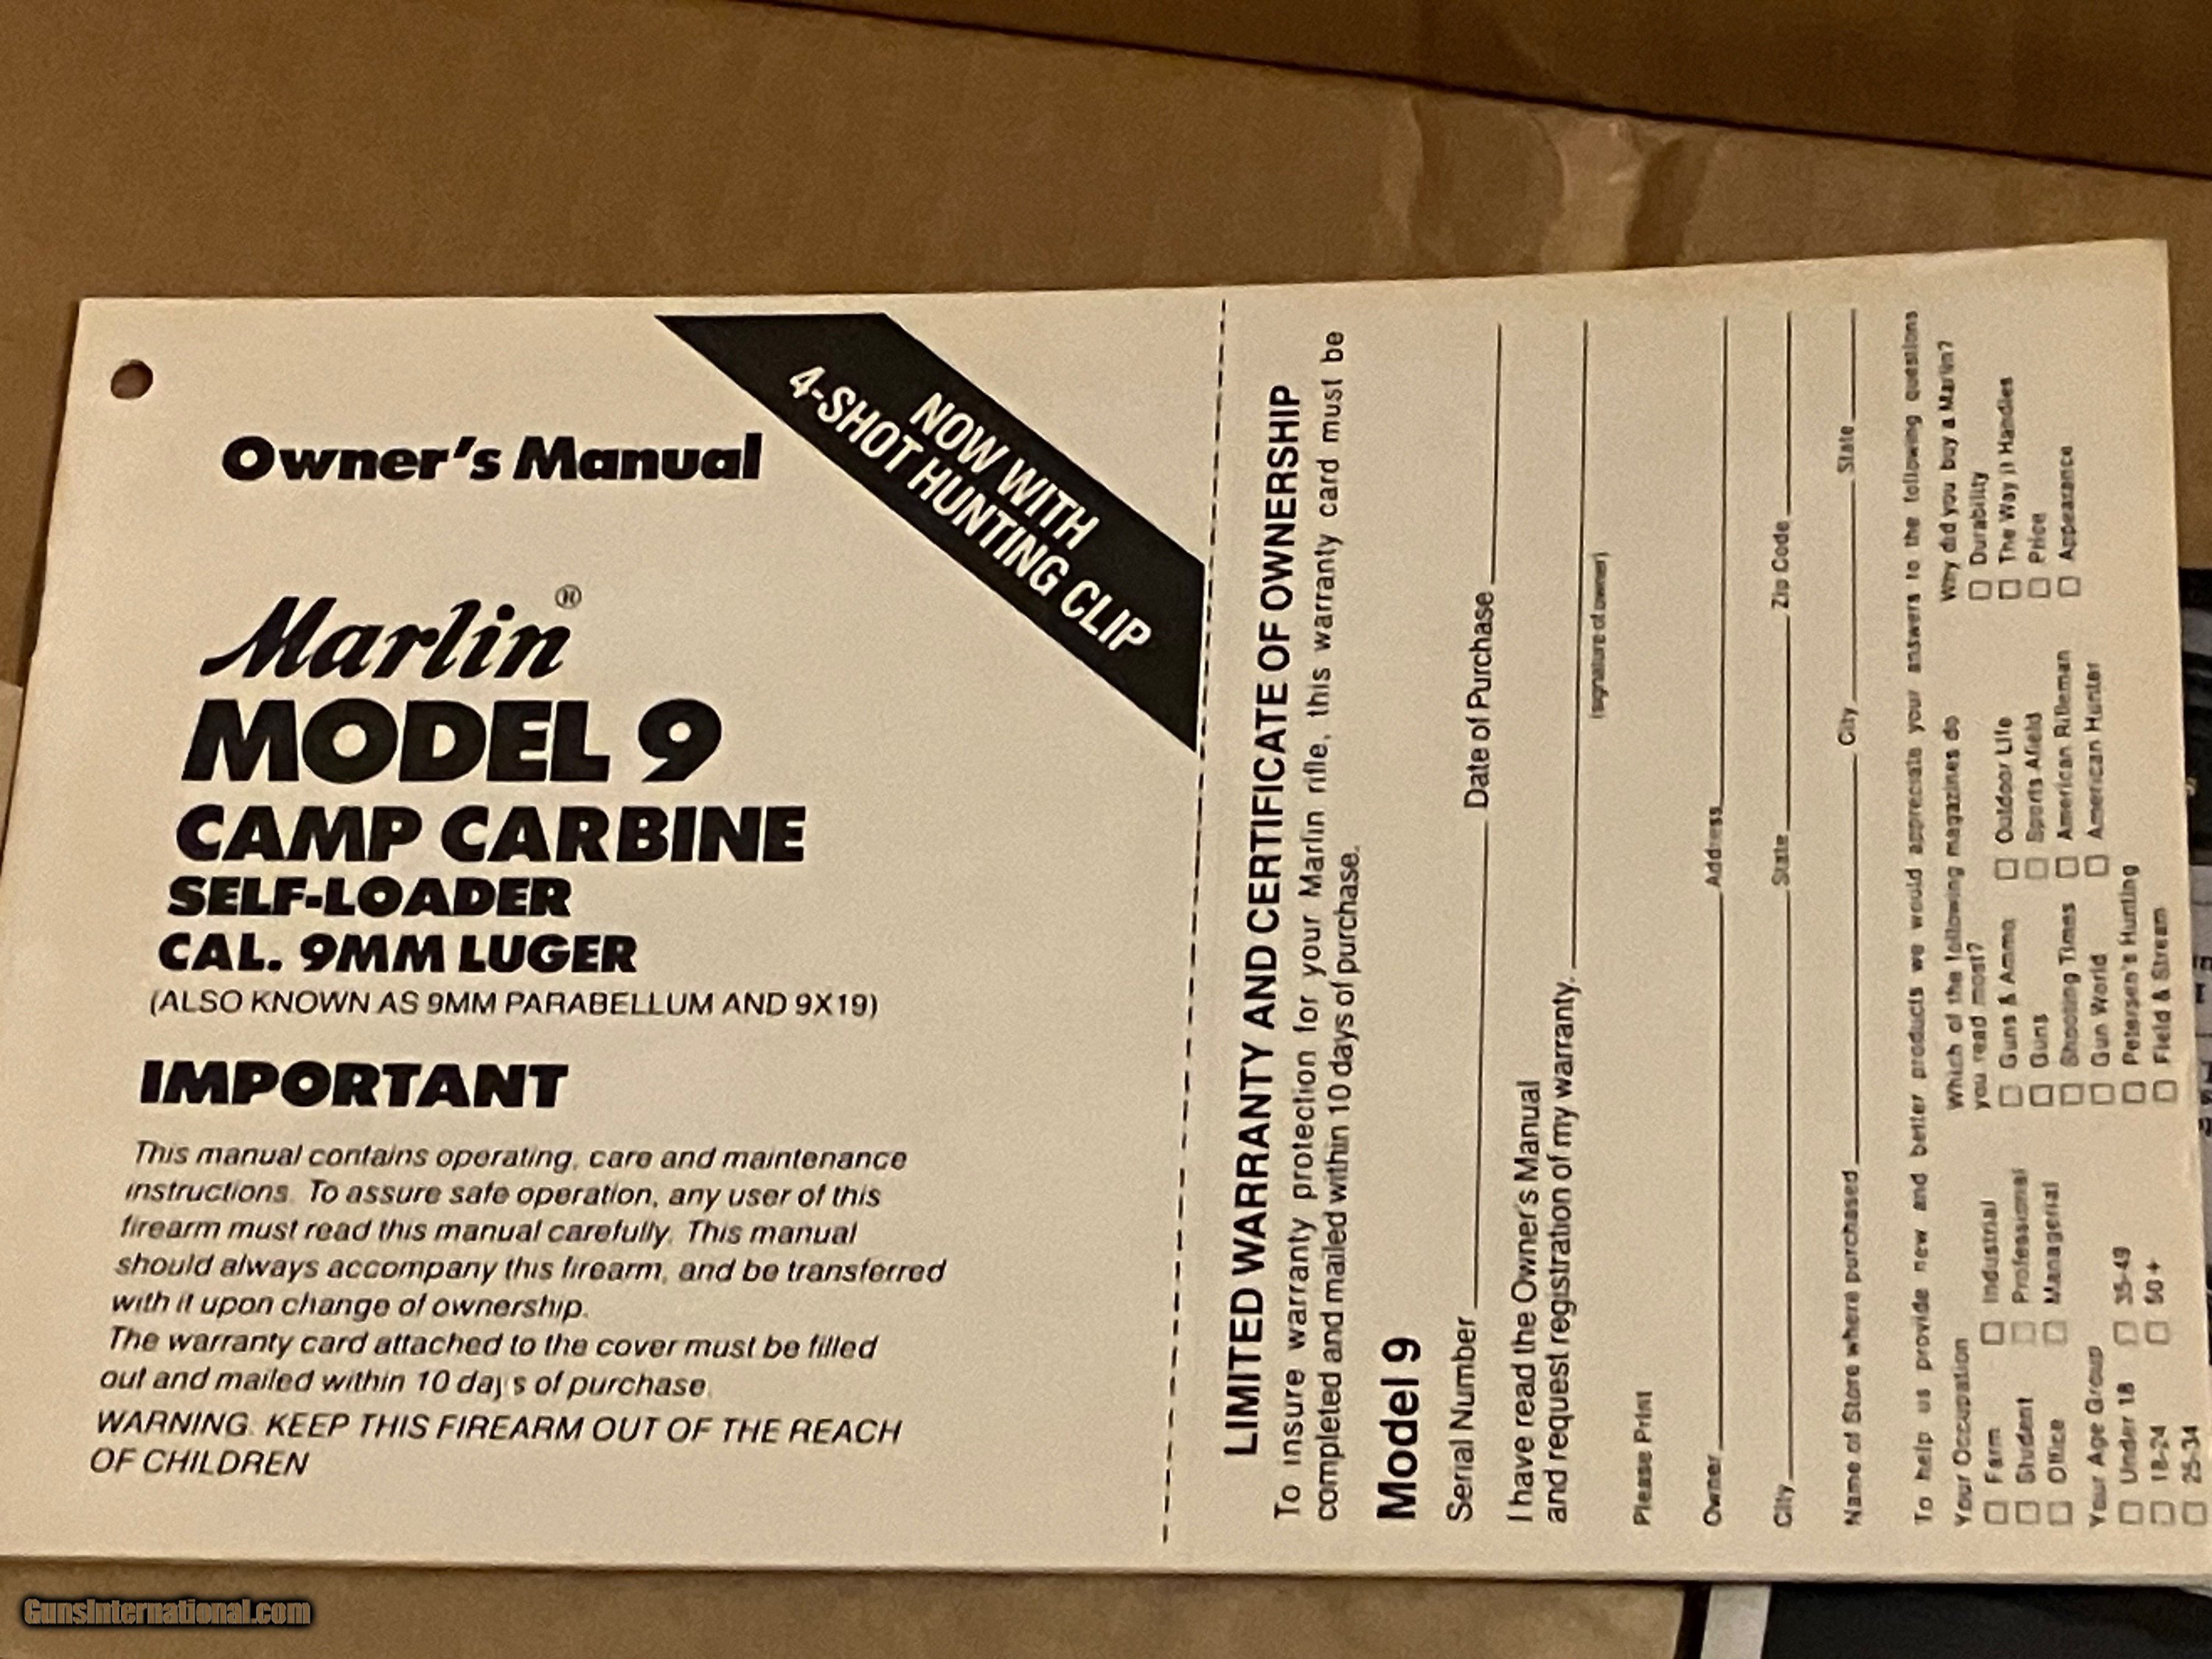 Owner's Manual
NOW WITH
4-SHOT HUNTING CLIP
Marlin®
MODEL 9
CAMP CARBINE
SELF-LOADER
CAL. 9MM LUGER
(ALSO KNOWN AS 9MM PARABELLUM AND 9X19)
IMPORTANT
This manual contains operating, care and maintenance
instructions. To assure safe operation, any user of this
firearm must read this manual carefully. This manual
should always accompany this firearm, and be transferred
with it upon change of ownership.
The warranty card attached to the cover must be filled
out and mailed within 10 days of purchase.
WARNING: KEEP THIS FIREARM OUT OF THE REACH
OF CHILDREN
LIMITED WARRANTY AND CERTIFICATE OF OWNERSHIP
To insure warranty protection for your Marlin rifle, this warranty card must be
completed and mailed within 10 days of purchase.
Model 9
Serial Number Date of Purchase
I have read the Owner's Manual
and request registration of my warranty.
(signature of owner)
Please Print
Owner Address
City State Zip Code
Name of Store where purchased City State
To help us provide new and better products we would appreciate your answers to the following questions
Your Occupation
Farm Industrial
Student Professional
Office Managerial
Your Age Group
Under 18 35-49
18-24 50+
25-34
Which of the following magazines do
you read most?
Guns & Ammo Outdoor Life
Guns Sports Afield
Shooting Times American Rifleman
Gun World American Hunter
Petersen's Hunting
Field & Stream
Why did you buy a Marlin?
Durability
The Way It Handles
Price
Appearance
GunsInternational.com